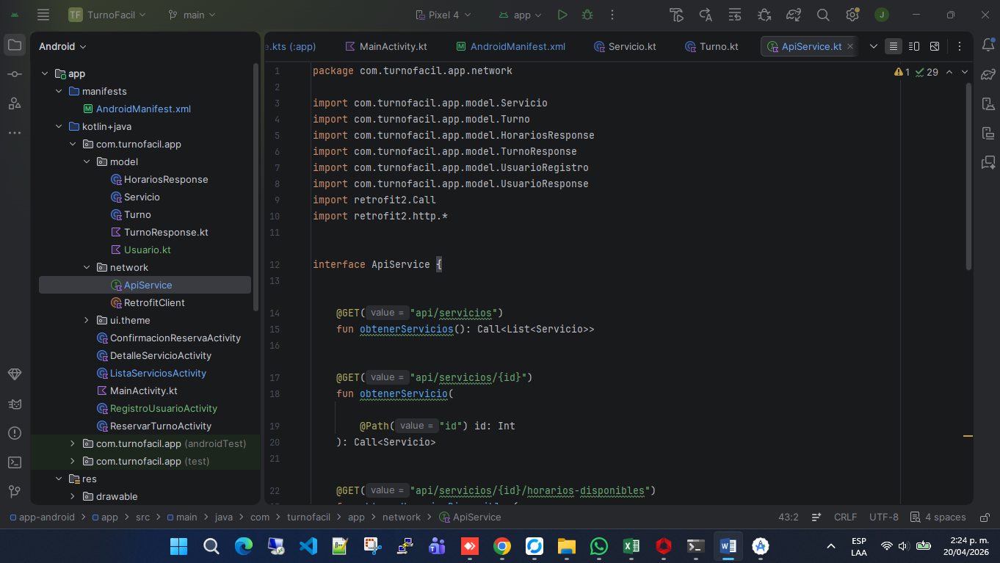 TF TurnoFacil main Pixel 4 app J
Android
e.kts (:app) MainActivity.kt AndroidManifest.xml Servicio.kt Turno.kt ApiService.kt
app
manifests
AndroidManifest.xml
kotlin+java
com.turnofacil.app
model
HorariosResponse
Servicio
Turno
TurnoResponse.kt
Usuario.kt
network
ApiService
RetrofitClient
ui.theme
ConfirmacionReservaActivity
DetalleServicioActivity
ListaServiciosActivity
MainActivity.kt
RegistroUsuarioActivity
ReservarTurnoActivity
com.turnofacil.app (androidTest)
com.turnofacil.app (test)
res
drawable
1 package com.turnofacil.app.network
1 29
2
3 import com.turnofacil.app.model.Servicio
4 import com.turnofacil.app.model.Turno
5 import com.turnofacil.app.model.HorariosResponse
6 import com.turnofacil.app.model.TurnoResponse
7 import com.turnofacil.app.model.UsuarioRegistro
8 import com.turnofacil.app.model.UsuarioResponse
9 import retrofit2.Call
10 import retrofit2.http.*
11
12 interface ApiService {
13
14 @GET( value = "api/servicios")
15 fun obtenerServicios(): Call<List<Servicio>>
16
17 @GET( value = "api/servicios/{id}")
18 fun obtenerServicio(
19 @Path( value = "id") id: Int
20 ): Call<Servicio>
21
22 @GET( value = "api/servicios/{id}/horarios-disponibles")
app-android > app > src > main > java > com > turnofacil > app > network > ApiService
43:2 CRLF UTF-8 4 spaces
ESP
LAA
2:24 p. m.
20/04/2026